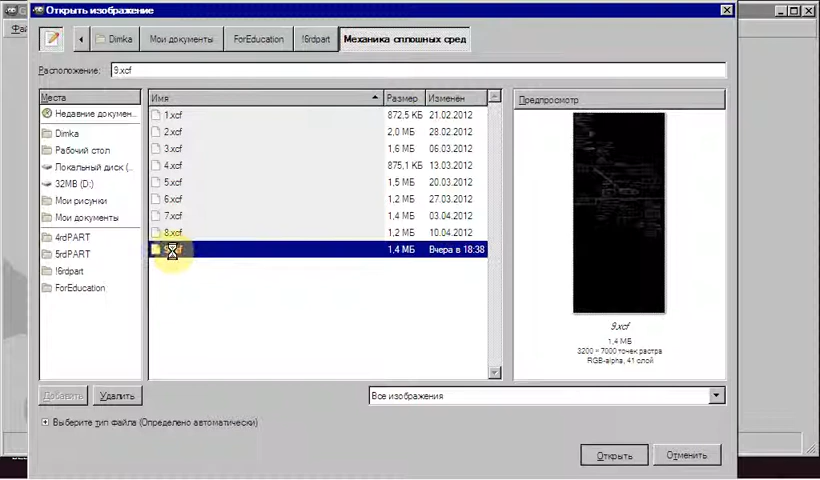 Открыть изображение
Dimka
Мои документы
ForEducation
!6rdpart
Механика сплошных сред
Расположение:
9.xcf
Места
Имя
Размер
Изменён
Предпросмотр
Недавние докумен...
Dimka
Рабочий стол
Локальный диск (...
32MB (D:)
Мои рисунки
Мои документы
4rdPART
5rdPART
!6rdpart
ForEducation
1.xcf 872,5 КБ 21.02.2012
2.xcf 2,0 МБ 28.02.2012
3.xcf 1,6 МБ 06.03.2012
4.xcf 875,1 КБ 13.03.2012
5.xcf 1,5 МБ 20.03.2012
6.xcf 1,2 МБ 27.03.2012
7.xcf 1,4 МБ 03.04.2012
8.xcf 1,2 МБ 10.04.2012
1,4 МБ Вчера в 18:38
9.xcf
1,4 МБ
3200 × 7000 точек растра
RGB-alpha, 41 слой
Добавить
Удалить
Все изображения
Выберите тип файла (Определено автоматически)
Открыть
Отменить